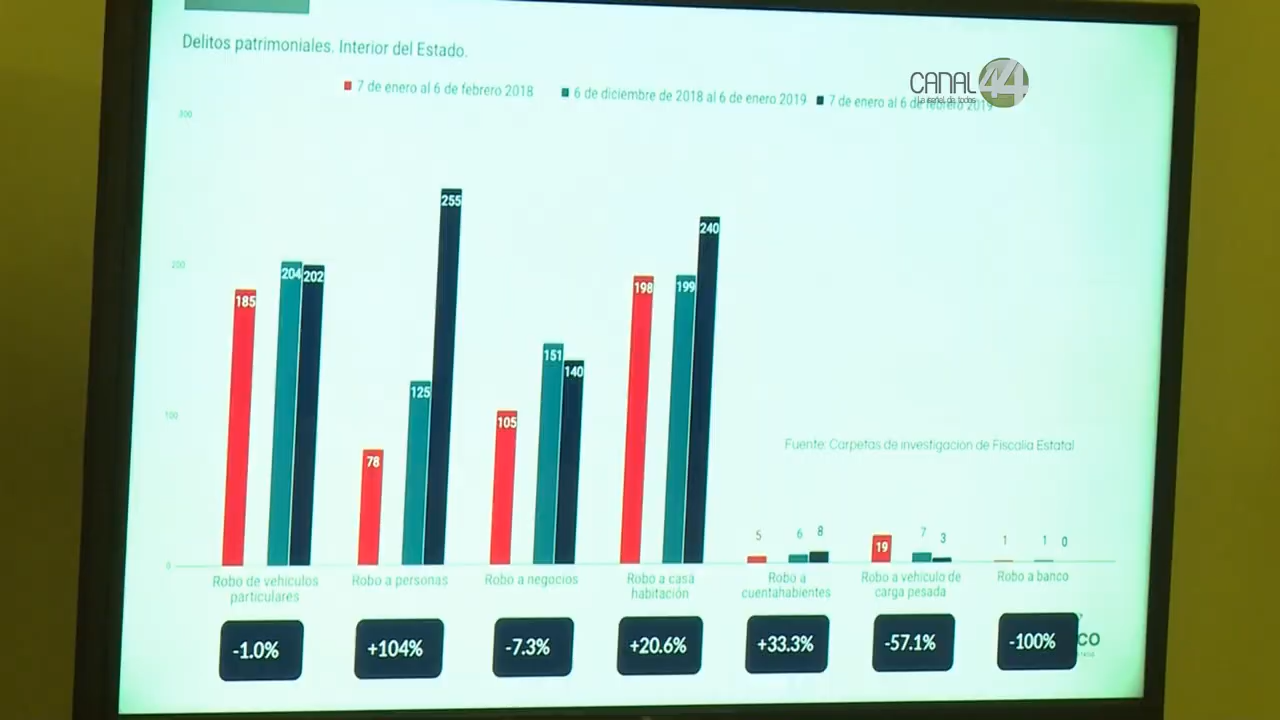 Delitos patrimoniales. Interior del Estado.
CANAL 44
La señal de todos
7 de enero al 6 de febrero 2018
6 de diciembre de 2018 al 6 de enero 2019
7 de enero al 6 de febrero 2019
300
200
100
0
185
204
202
78
125
255
105
151
140
198
199
240
5
6
8
19
7
3
1
1
0
Fuente: Carpetas de investigación de Fiscalía Estatal
Robo de vehículos
particulares
Robo a personas
Robo a negocios
Robo a casa
habitación
Robo a
cuentahabientes
Robo a vehículo de
carga pesada
Robo a banco
-1.0%
+104%
-7.3%
+20.6%
+33.3%
-57.1%
-100%
CO